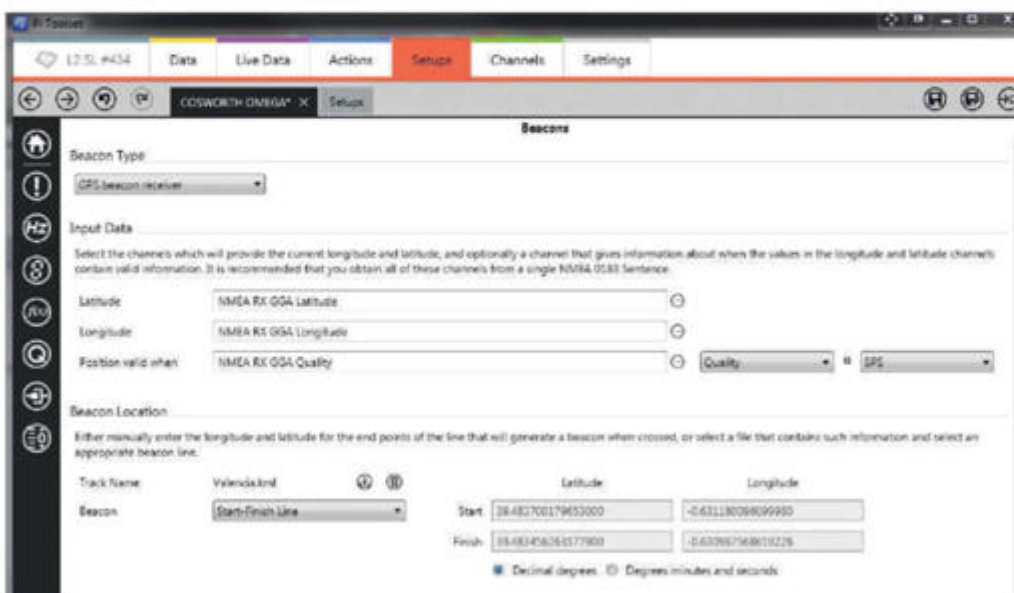 Pi Toolset
Data
Live Data
Actions
Setups
Channels
Settings
COSWORTH OMEGA* ×
Setups
Beacons
Beacon Type
GPS beacon receiver
Input Data
Select the channels which will provide the current longitude and latitude, and optionally a channel that gives information about when the values in the longitude and latitude channels
contain valid information. It is recommended that you obtain all of these channels from a single NMEA 0183 Sentence.
Latitude
NMEA RX GGA Latitude
Longitude
NMEA RX GGA Longitude
Position valid when
NMEA RX GGA Quality
Quality
SPS
Hz
f(x)
Beacon Location
Either manually enter the longitude and latitude for the end points of the line that will generate a beacon when crossed, or select a file that contains such information and select an
appropriate beacon line.
Track Name
Valencia.kml
Latitude
Longitude
Beacon
Start-Finish Line
Start
Finish
Decimal degrees
Degrees minutes and seconds